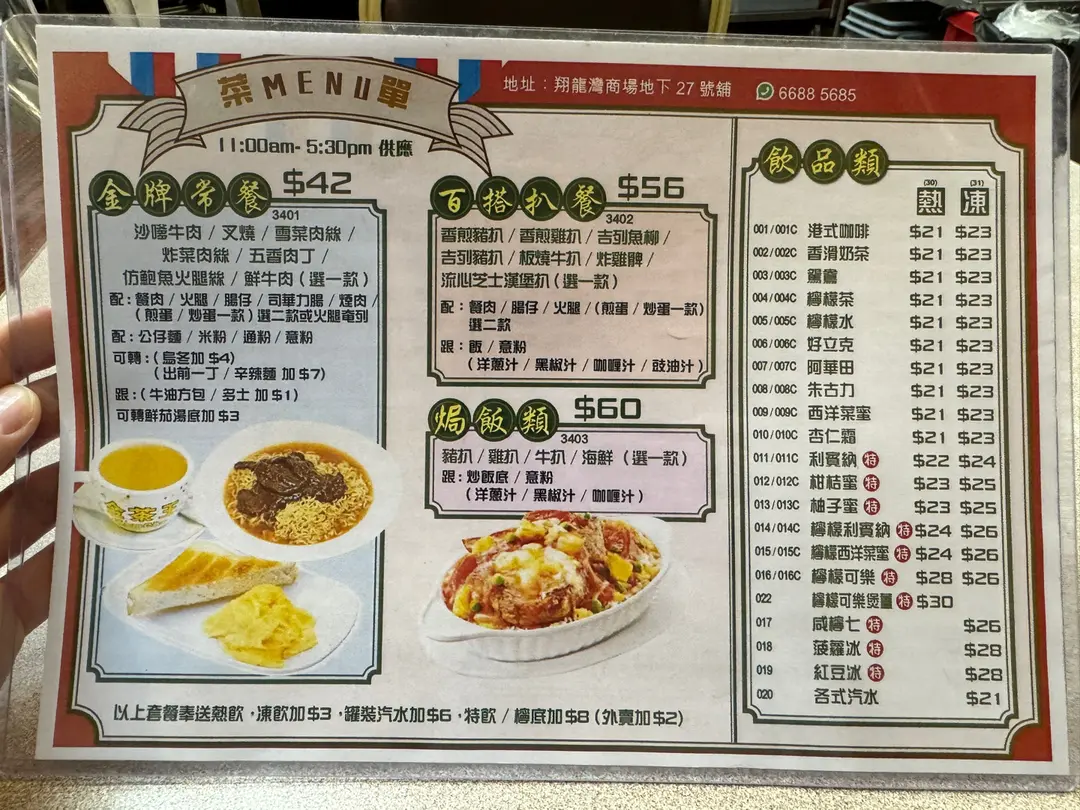 菜MENU單
地址：翔龍灣商場地下 27 號舖
6688 5685
11:00am- 5:30pm 供應
金牌常餐 $42
3401
沙嗲牛肉 / 叉燒 / 雪菜肉絲 /
炸菜肉絲 / 五香肉丁 /
仿鮑魚火腿絲 / 鮮牛肉（選一款）
配：餐肉 / 火腿 / 腸仔 / 司華力腸 / 煙肉 /
（煎蛋 / 炒蛋一款）選二款或火腿奄列
配：公仔麵 / 米粉 / 通粉 / 意粉
可轉：（烏冬加 $4）
（出前一丁 / 辛辣麵 加 $7）
跟：（牛油方包 / 多士 加 $1）
可轉鮮茄湯底加 $3
百搭扒餐 $56
3402
香煎豬扒 / 香煎雞扒 / 吉列魚柳 /
吉列豬扒 / 板燒牛扒 / 炸雞髀 /
流心芝士漢堡扒（選一款）
配：餐肉 / 腸仔 / 火腿 /（煎蛋 / 炒蛋一款）
選二款
跟：飯 / 意粉
（洋蔥汁 / 黑椒汁 / 咖喱汁 / 豉油汁）
焗飯類 $60
3403
豬扒 / 雞扒 / 牛扒 / 海鮮（選一款）
跟：炒飯底 / 意粉
（洋蔥汁 / 黑椒汁 / 咖喱汁）
飲品類
(30) (31)
熱 凍
001/001C 港式咖啡 $21 $23
002/002C 香滑奶茶 $21 $23
003/003C 鴛鴦 $21 $23
004/004C 檸檬茶 $21 $23
005/005C 檸檬水 $21 $23
006/006C 好立克 $21 $23
007/007C 阿華田 $21 $23
008/008C 朱古力 $21 $23
009/009C 西洋菜蜜 $21 $23
010/010C 杏仁霜 $21 $23
011/011C 利賓納 特 $22 $24
012/012C 柑桔蜜 特 $23 $25
013/013C 柚子蜜 特 $23 $25
014/014C 檸檬利賓納 特 $24 $26
015/015C 檸檬西洋菜蜜 特 $24 $26
016/016C 檸檬可樂 特 $28 $26
022 檸檬可樂煲薑 特 $30
017 咸檸七 特 $26
018 菠蘿冰 特 $28
019 紅豆冰 特 $28
020 各式汽水 $21
以上套餐奉送熱飲，凍飲加 $3，罐裝汽水加 $6，特飲 / 檸底加 $8（外賣加 $2）